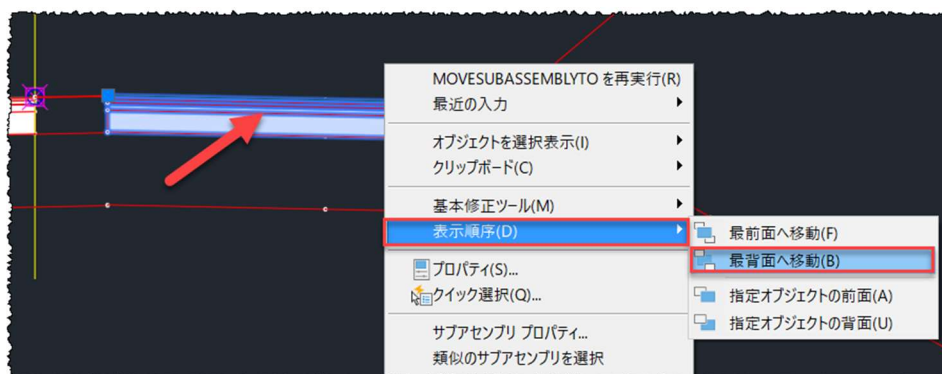 MOVESUBASSEMBLYTO を再実行(R)
最近の入力
オブジェクトを選択表示(I)
クリップボード(C)
基本修正ツール(M)
表示順序(D)
最前面へ移動(F)
最背面へ移動(B)
指定オブジェクトの前面(A)
指定オブジェクトの背面(U)
プロパティ(S)...
クイック選択(Q)...
サブアセンブリ プロパティ...
類似のサブアセンブリを選択